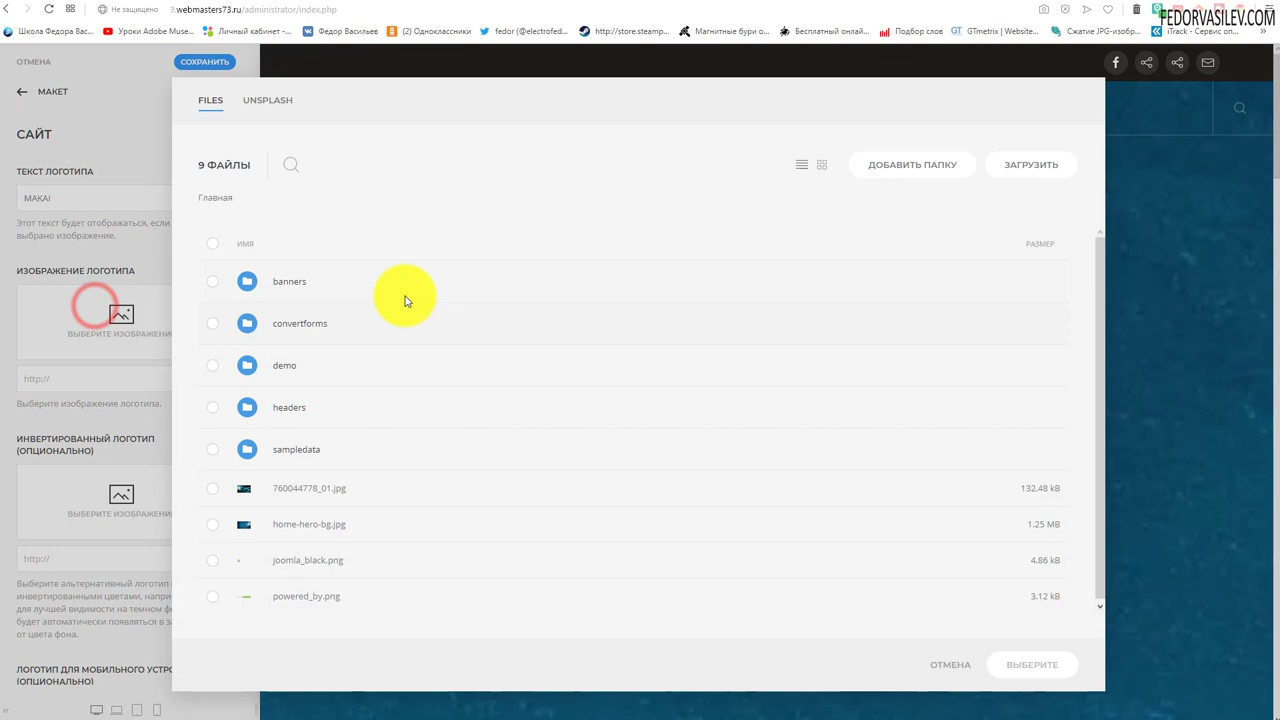 Не защищено
3.webmasters73.ru/administrator/index.php
FEDORVASILEV.COM
Школа Федора Вас...
Уроки Adobe Muse...
Личный кабинет -...
Федор Васильев
(2) Одноклассники
fedor (@electrofed...
http://store.steamp...
Магнитные бури о...
Бесплатный онлай...
Подбор слов
GTmetrix | Website...
Сжатие JPG-изобр...
iTrack - Сервис оп...
ОТМЕНА
СОХРАНИТЬ
МАКЕТ
САЙТ
ТЕКСТ ЛОГОТИПА
MAKAI
Этот текст будет отображаться, если
выбрано изображение.
ИЗОБРАЖЕНИЕ ЛОГОТИПА
ВЫБЕРИТЕ ИЗОБРАЖЕНИ
http://
Выберите изображение логотипа.
ИНВЕРТИРОВАННЫЙ ЛОГОТИП
(ОПЦИОНАЛЬНО)
ВЫБЕРИТЕ ИЗОБРАЖЕНИ
http://
Выберите альтернативный логотип с
инвертированными цветами, напри
для лучшей видимости на темном ф
будет автоматически появляться в за
от цвета фона.
ЛОГОТИП ДЛЯ МОБИЛЬНОГО УСТРО
(ОПЦИОНАЛЬНО)
FILES
UNSPLASH
9 ФАЙЛЫ
ДОБАВИТЬ ПАПКУ
ЗАГРУЗИТЬ
Главная
ИМЯ
РАЗМЕР
banners
convertforms
demo
headers
sampledata
760044778_01.jpg
132.48 kB
home-hero-bg.jpg
1.25 MB
joomla_black.png
4.86 kB
powered_by.png
3.12 kB
ОТМЕНА
ВЫБЕРИТЕ